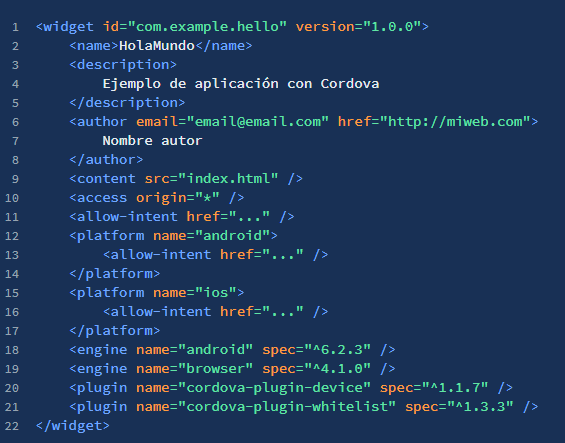 1 <widget id="com.example.hello" version="1.0.0">
2 <name>HolaMundo</name>
3 <description>
4 Ejemplo de aplicación con Cordova
5 </description>
6 <author email="email@email.com" href="http://miweb.com">
7 Nombre autor
8 </author>
9 <content src="index.html" />
10 <access origin="*" />
11 <allow-intent href="..." />
12 <platform name="android">
13 <allow-intent href="..." />
14 </platform>
15 <platform name="ios">
16 <allow-intent href="..." />
17 </platform>
18 <engine name="android" spec="^6.2.3" />
19 <engine name="browser" spec="^4.1.0" />
20 <plugin name="cordova-plugin-device" spec="^1.1.7" />
21 <plugin name="cordova-plugin-whitelist" spec="^1.3.3" />
22 </widget>